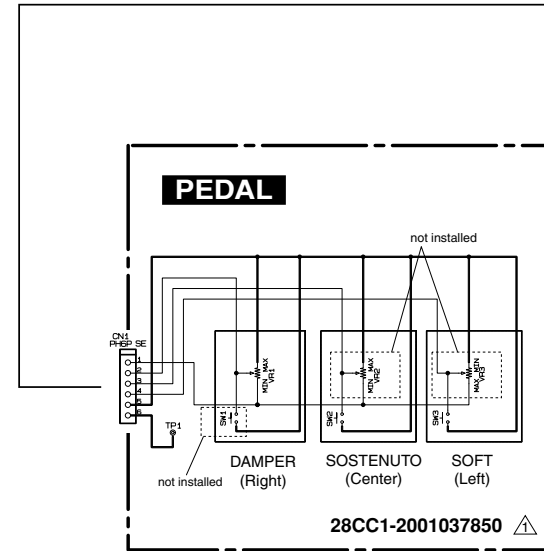 PEDAL
not installed
CN1
PH6P SE
1
2
3
4
5
6
TP1
MIN MAX
VR1
MIN MAX
VR2
MAX MIN
VR3
SW1
SW2
SW3
not installed
DAMPER
(Right)
SOSTENUTO
(Center)
SOFT
(Left)
28CC1-2001037850 1